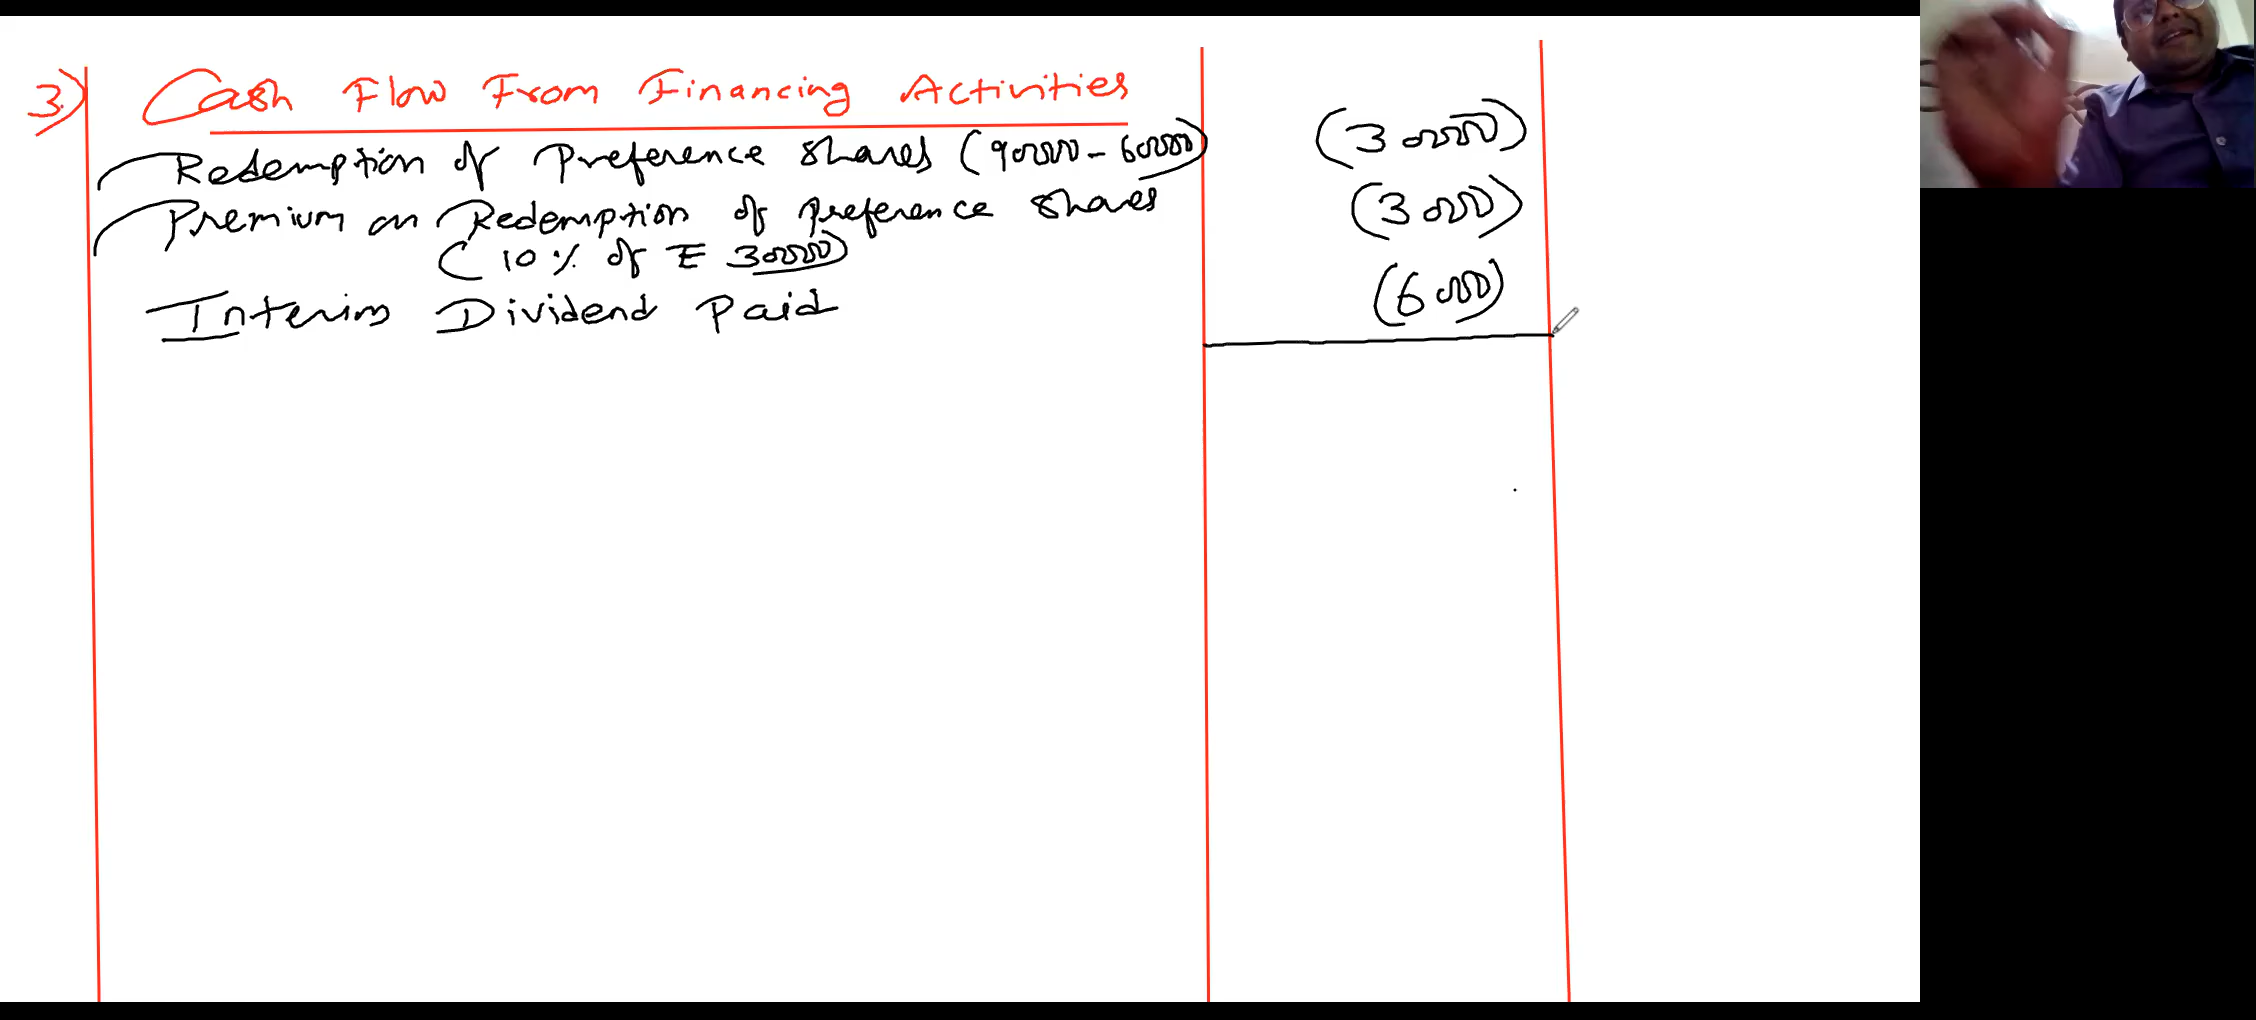 3) Cash Flow From Financing Activities
Redemption of Preference Shares (90000 - 60000) (30000)
Premium on Redemption of Preference Shares (3000)
(10% of ₹ 30000)
Interim Dividend Paid (6000)